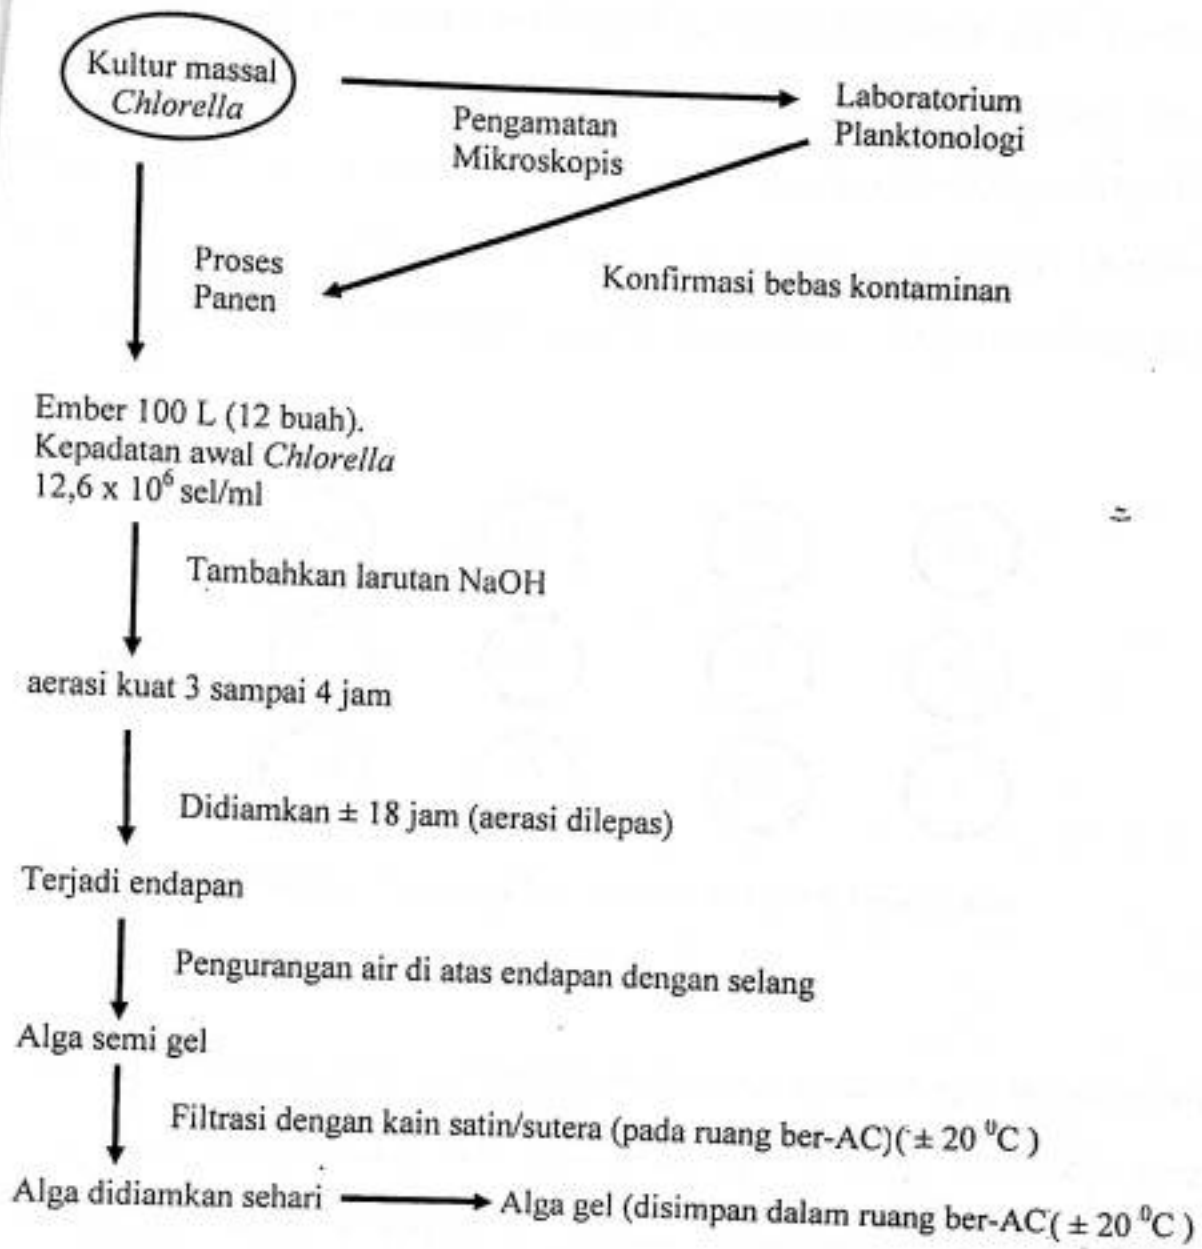 Kultur massal
Chlorella
Pengamatan
Mikroskopis
Laboratorium
Planktonologi
Proses
Panen
Konfirmasi bebas kontaminan
Ember 100 L (12 buah).
Kepadatan awal Chlorella
12,6 x 10⁶ sel/ml
Tambahkan larutan NaOH
aerasi kuat 3 sampai 4 jam
Didiamkan ± 18 jam (aerasi dilepas)
Terjadi endapan
Pengurangan air di atas endapan dengan selang
Alga semi gel
Filtrasi dengan kain satin/sutera (pada ruang ber-AC)(± 20 ⁰C )
Alga didiamkan sehari
Alga gel (disimpan dalam ruang ber-AC( ± 20 ⁰C )